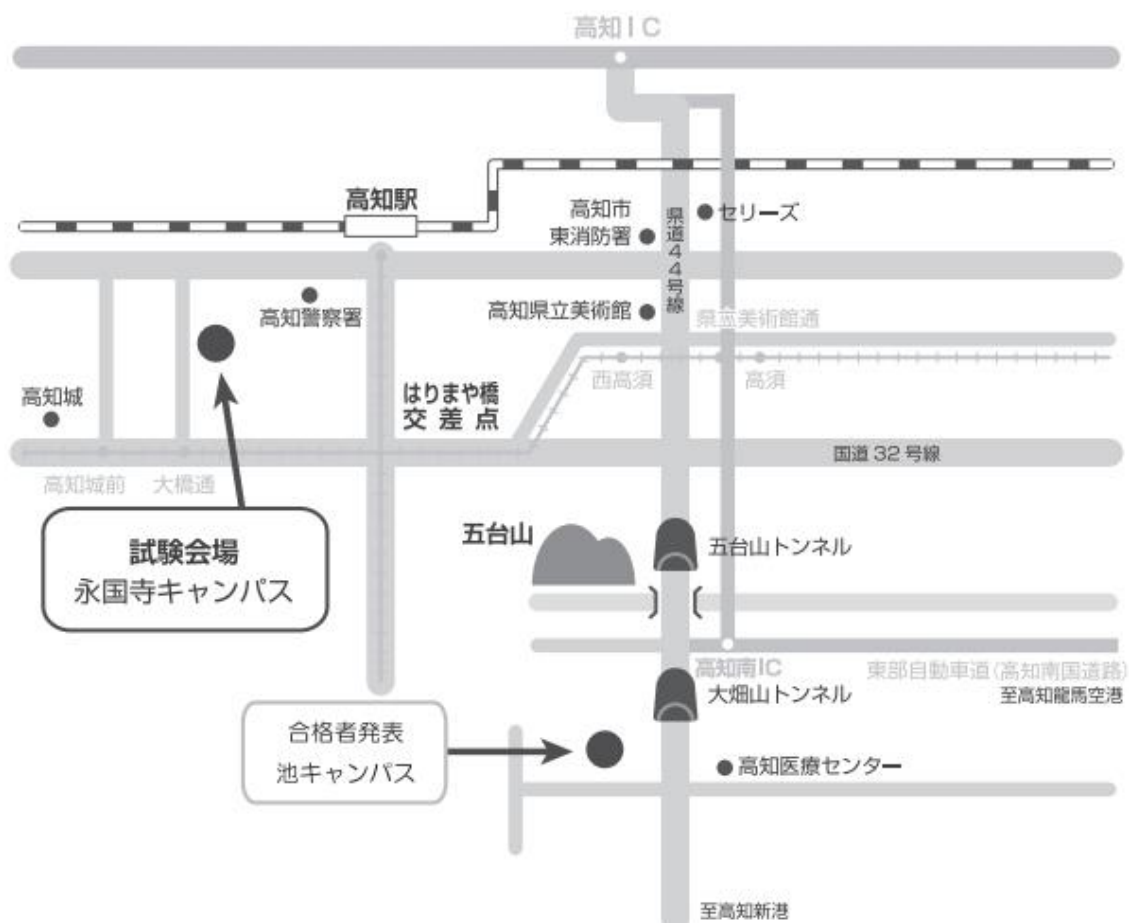 高知IC
高知駅
高知市
東消防署
セリーズ
県道44号線
高知警察署
高知県立美術館
県立美術館通
西高須
高須
はりまや橋
交差点
高知城
国道32号線
高知城前
大橋通
試験会場
永国寺キャンパス
五台山
五台山トンネル
高知南IC
東部自動車道(高知南国道路)
大畑山トンネル
至高知龍馬空港
合格者発表
池キャンパス
高知医療センター
至高知新港